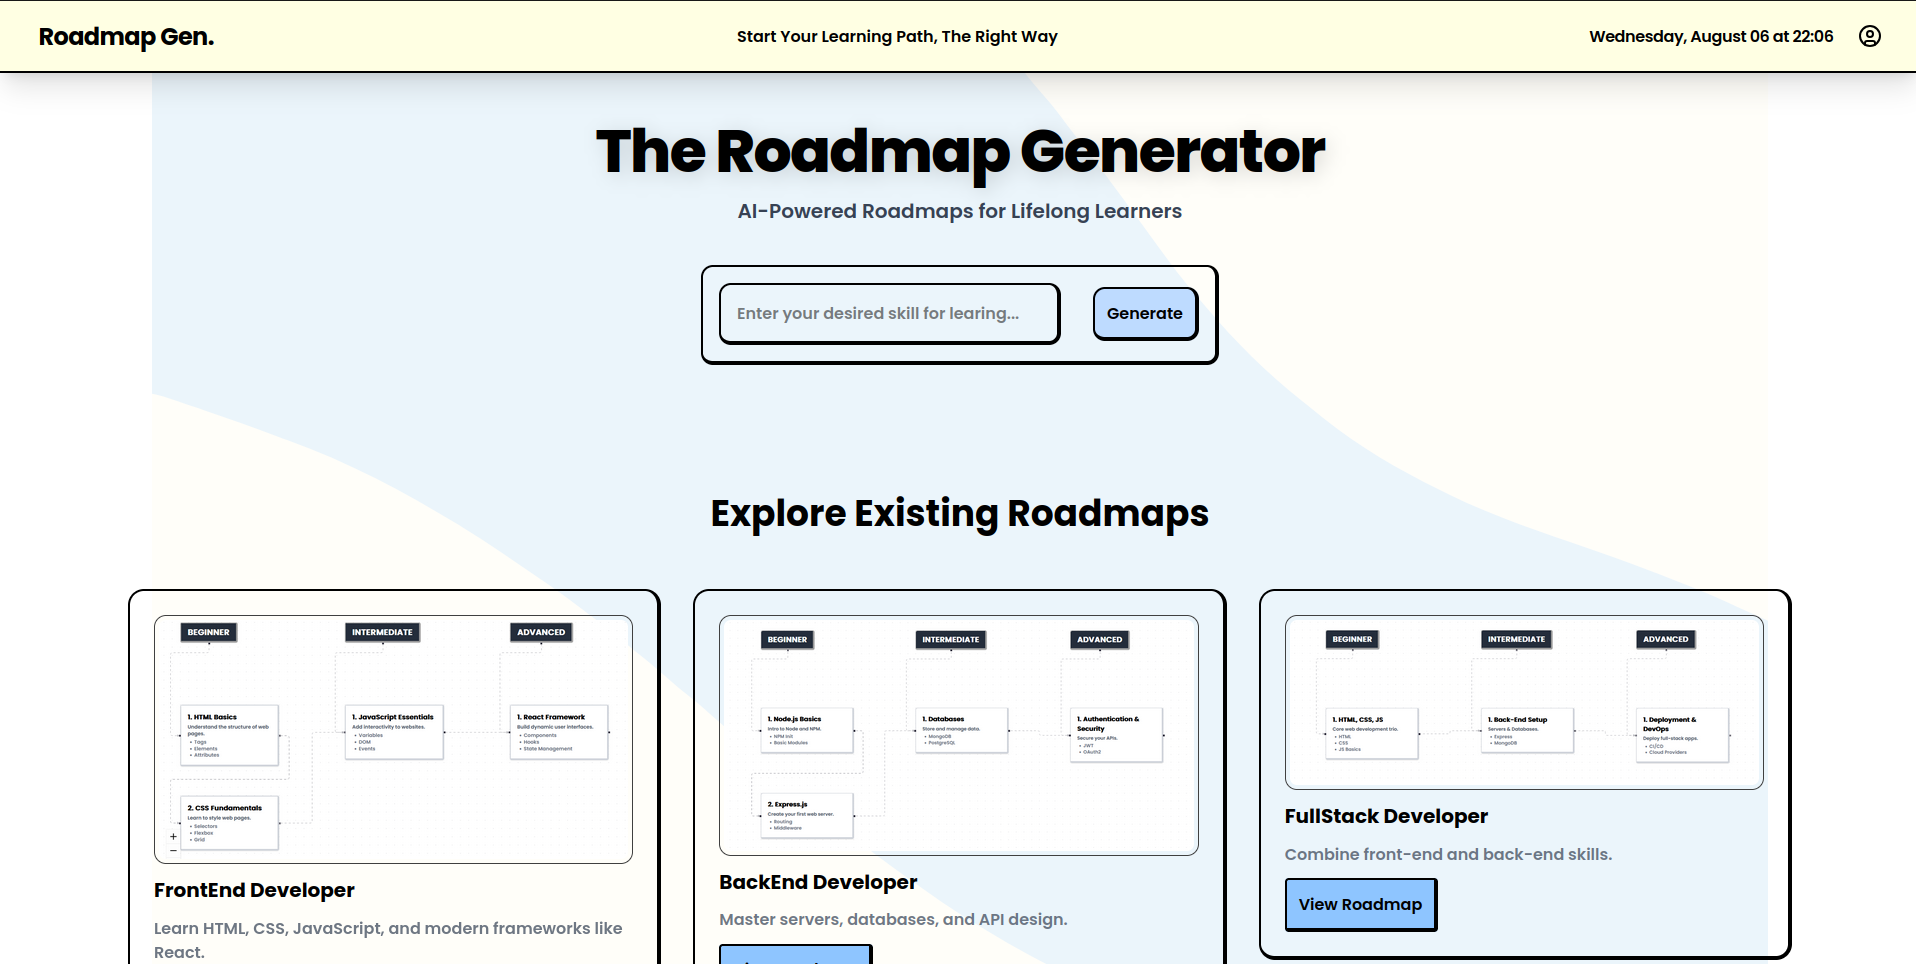 Roadmap Gen.
Start Your Learning Path, The Right Way
Wednesday, August 06 at 22:06
The Roadmap Generator
AI-Powered Roadmaps for Lifelong Learners
Enter your desired skill for learing...
Generate
Explore Existing Roadmaps
BEGINNER
INTERMEDIATE
ADVANCED
1. HTML Basics
Understand the structure of web
pages.
• Tags
• Elements
• Attributes
1. JavaScript Essentials
Add interactivity to websites.
• Variables
• DOM
• Events
1. React Framework
Build dynamic user interfaces.
• Components
• Hooks
• State Management
2. CSS Fundamentals
Learn to style web pages.
• Selectors
• Flexbox
• Grid
FrontEnd Developer
Learn HTML, CSS, JavaScript, and modern frameworks like
React.
BEGINNER
INTERMEDIATE
ADVANCED
1. Node.js Basics
Intro to Node and NPM.
• NPM Init
• Basic Modules
1. Databases
Store and manage data.
• MongoDB
• PostgreSQL
1. Authentication &
Security
Secure your APIs.
• JWT
• OAuth2
2. Express.js
Create your first web server.
• Routing
• Middleware
BackEnd Developer
Master servers, databases, and API design.
BEGINNER
INTERMEDIATE
ADVANCED
1. HTML, CSS, JS
Core web development trio.
• HTML
• CSS
• JS Basics
1. Back-End Setup
Servers & Databases.
• Express
• MongoDB
1. Deployment &
DevOps
Deploy full-stack apps.
• CI/CD
• Cloud Providers
FullStack Developer
Combine front-end and back-end skills.
View Roadmap